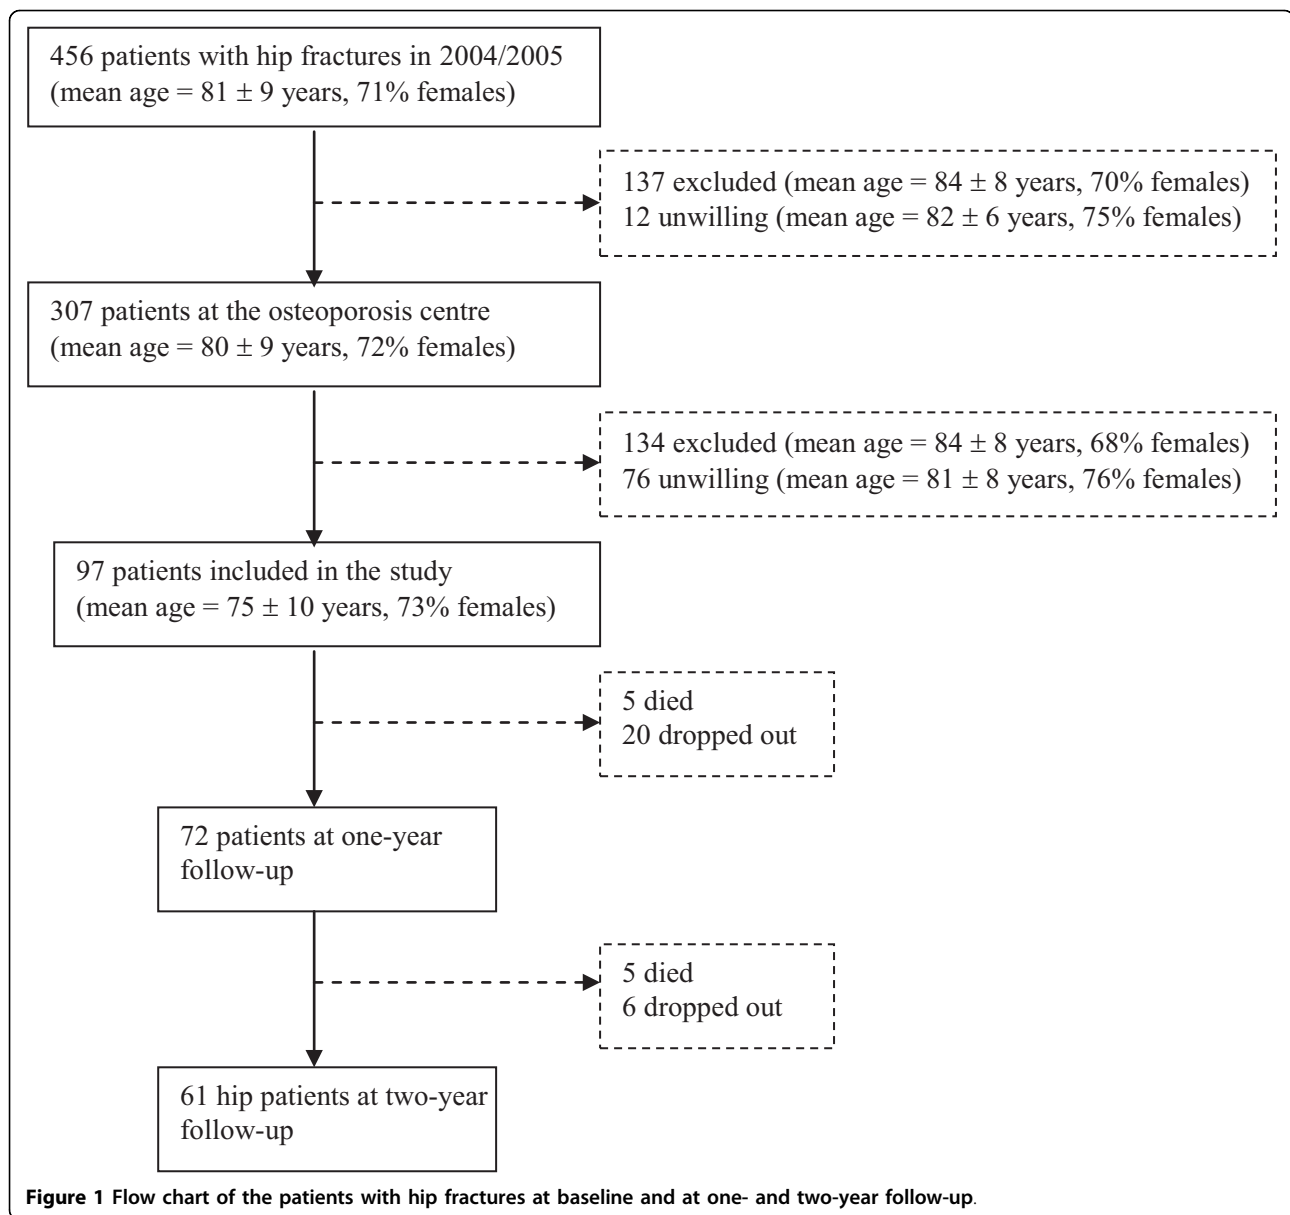 456 patients with hip fractures in 2004/2005
(mean age = 81 ± 9 years, 71% females)
137 excluded (mean age = 84 ± 8 years, 70% females)
12 unwilling (mean age = 82 ± 6 years, 75% females)
307 patients at the osteoporosis centre
(mean age = 80 ± 9 years, 72% females)
134 excluded (mean age = 84 ± 8 years, 68% females)
76 unwilling (mean age = 81 ± 8 years, 76% females)
97 patients included in the study
(mean age = 75 ± 10 years, 73% females)
5 died
20 dropped out
72 patients at one-year
follow-up
5 died
6 dropped out
61 hip patients at two-year
follow-up
Figure 1 Flow chart of the patients with hip fractures at baseline and at one- and two-year follow-up.